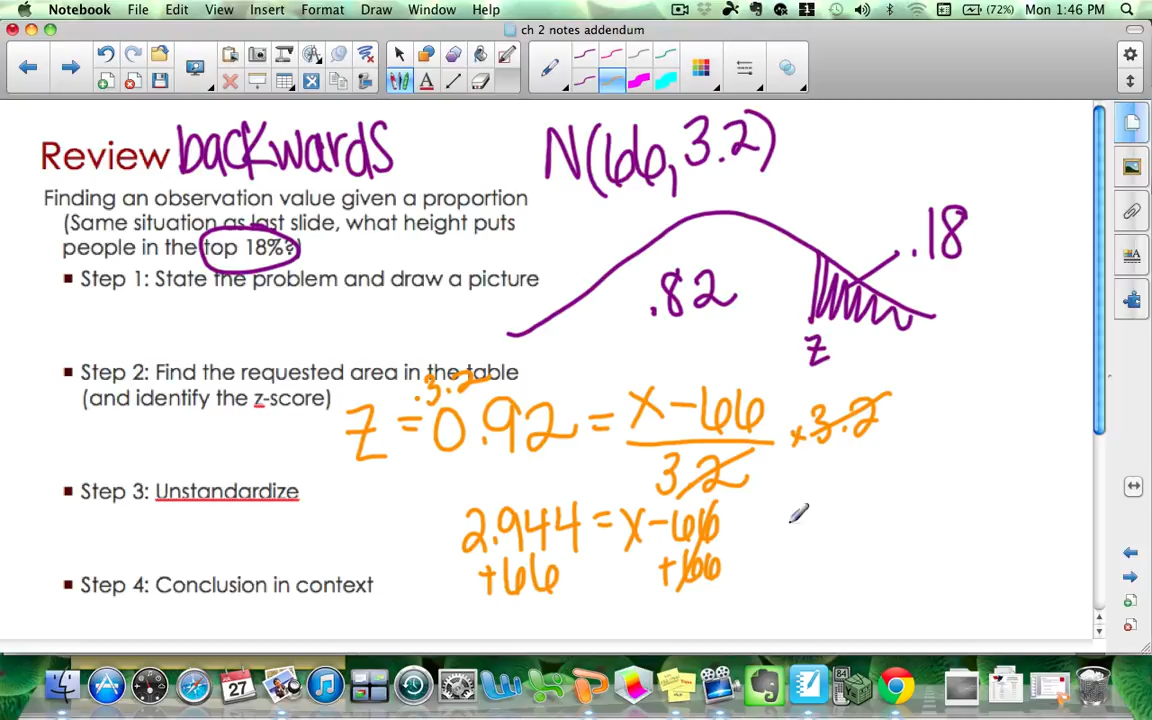 Notebook File Edit View Insert Format Draw Window Help (72%) Mon 1:46 PM
ch 2 notes addendum
Review backwards
N(66, 3.2)
Finding an observation value given a proportion
(Same situation as last slide, what height puts
people in the top 18%?)
.18
.82
z
Step 1: State the problem and draw a picture
Step 2: Find the requested area in the table
(and identify the z-score)
.3.2
z = 0.92 = x-66 × 3.2
3.2
Step 3: Unstandardize
2.944 = x-66
+66 +66
Step 4: Conclusion in context
27
84